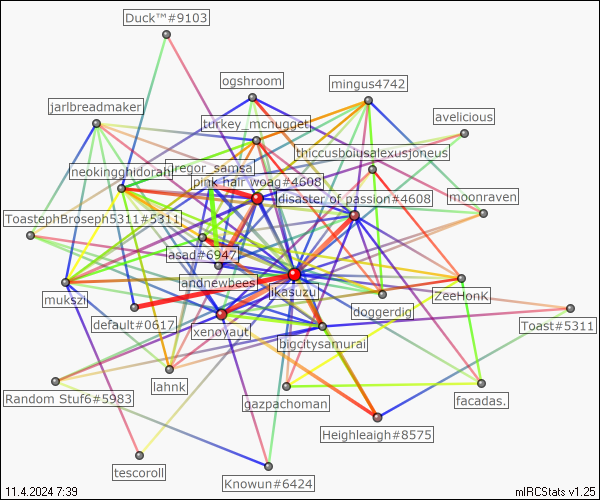 Duck™#9103
ogshroom
mingus4742
jarlbreadmaker
avelicious
turkey_mcnugget
thiccusboiusalexusjoneus
gregor_samsa
neokingghidorah
pink hair woag#4608
disaster of passion#4608
moonraven
ToastephBroseph5311#5311
asad#6947
andnewbees
ikasuzu
mukszi
ZeeHonK
doggerdig
default#0617
xenoyaut
Toast#5311
bigcitysamurai
lahnk
Random Stuf6#5983
gazpachoman
facadas.
Heighleaigh#8575
tescoroll
Knowun#6424
11.4.2024 7:39
mIRCStats v1.25